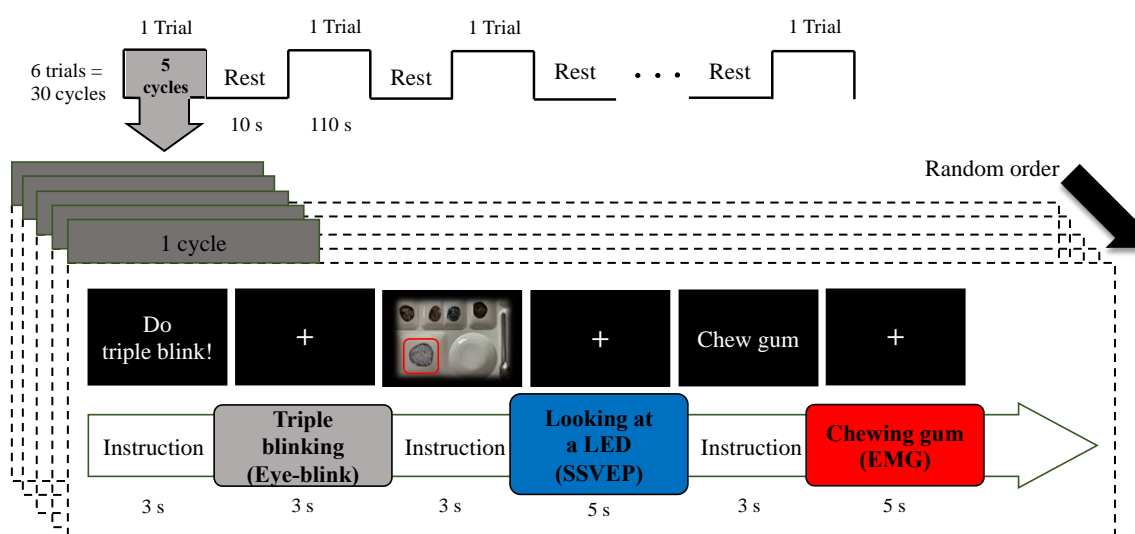 1 Trial
1 Trial
1 Trial
1 Trial
6 trials =
30 cycles
5
cycles
Rest
Rest
Rest
• • •
Rest
10 s
110 s
Random order
1 cycle
Do
triple blink!
+
+
Chew gum
+
Instruction
Triple
blinking
(Eye-blink)
Instruction
Looking at
a LED
(SSVEP)
Instruction
Chewing gum
(EMG)
3 s
3 s
3 s
5 s
3 s
5 s